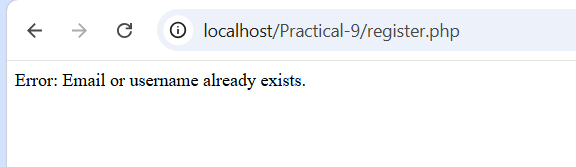 localhost/Practical-9/register.php
Error: Email or username already exists.